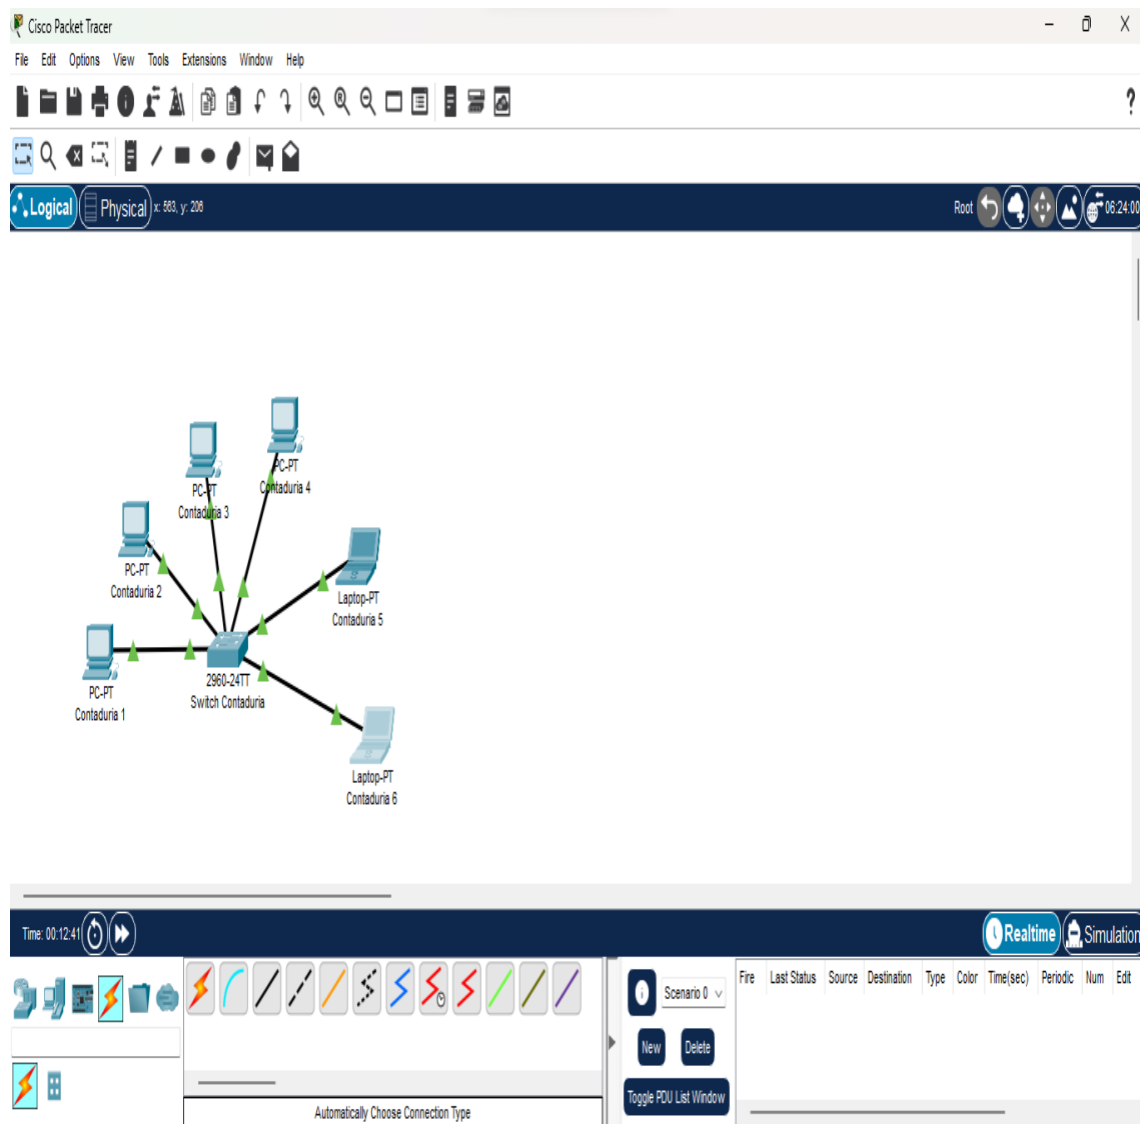 Cisco Packet Tracer
File Edit Options View Tools Extensions Window Help
?
Logical Physical x: 563, y: 206 Root 06:24:00
PC-PT
Contaduria 4
PC-PT
Contaduria 3
PC-PT
Contaduria 2
Laptop-PT
Contaduria 5
PC-PT
Contaduria 1
2960-24TT
Switch Contaduria
Laptop-PT
Contaduria 6
Time: 00:12:41 Realtime Simulation
Fire Last Status Source Destination Type Color Time(sec) Periodic Num Edit
Scenario 0
New Delete
Toggle PDU List Window
Automatically Choose Connection Type